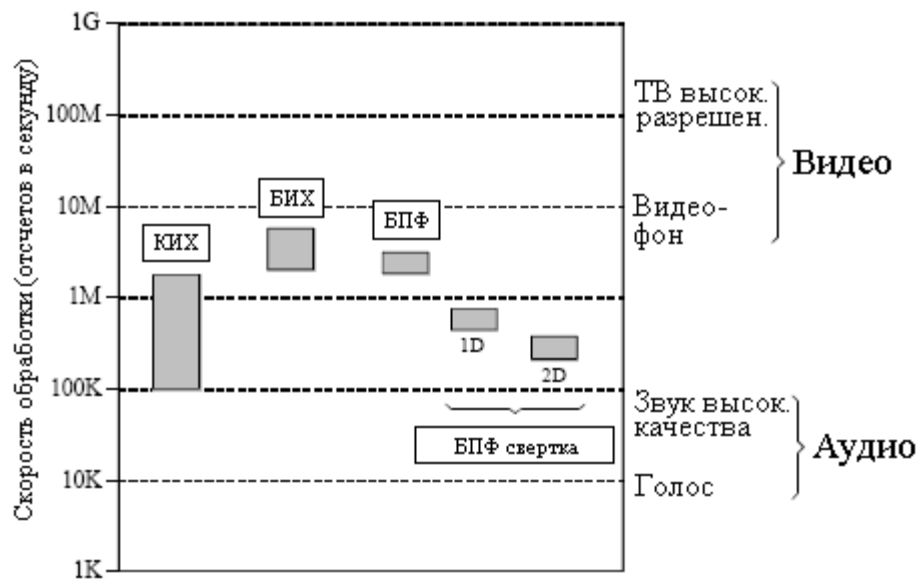 Скорость обработки (отсчетов в секунду)
1G
100M
10M
1M
100K
10K
1K
КИХ
БИХ
БПФ
1D
2D
БПФ свертка
ТВ высок.
разрешен.
Видео-
фон
Видео
Звук высок.
качества
Голос
Аудио